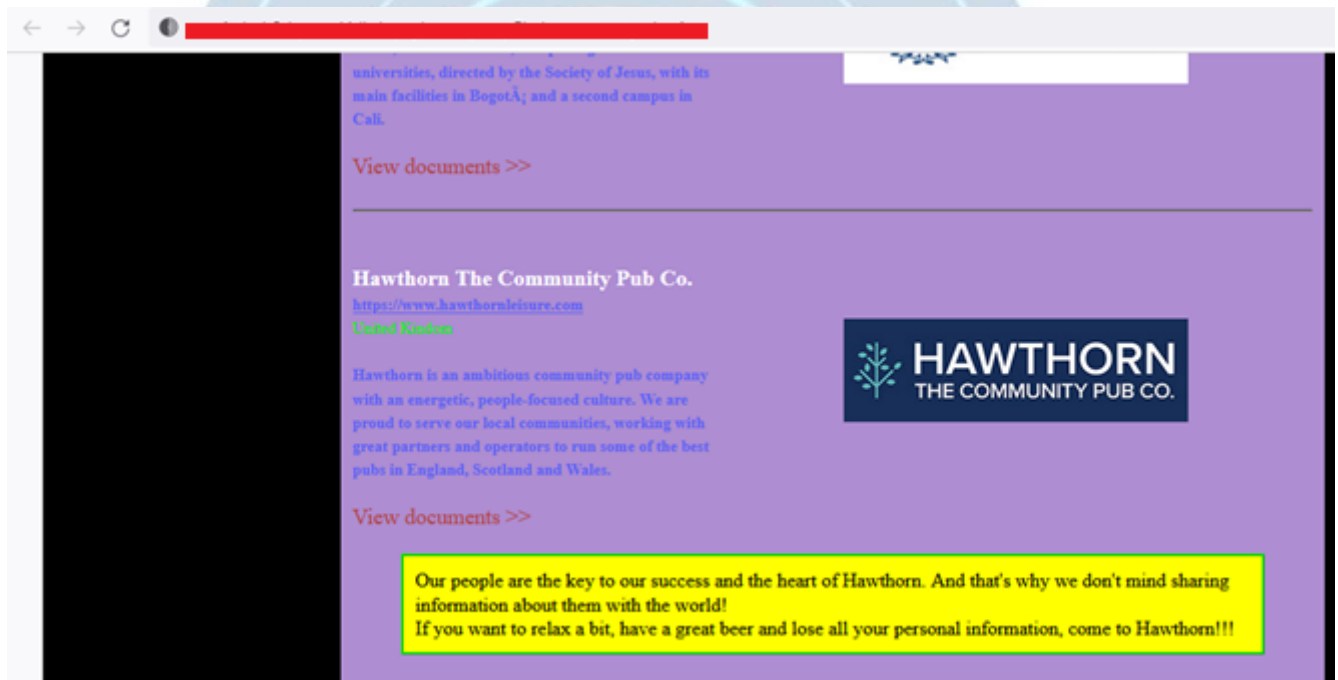 universities, directed by the Society of Jesus, with its
main facilities in BogotÃ¡ and a second campus in
Cali.
View documents >>
Hawthorn The Community Pub Co.
https://www.hawthornleisure.com
United Kindom
HAWTHORN
THE COMMUNITY PUB CO.
Hawthorn is an ambitious community pub company
with an energetic, people-focused culture. We are
proud to serve our local communities, working with
great partners and operators to run some of the best
pubs in England, Scotland and Wales.
View documents >>
Our people are the key to our success and the heart of Hawthorn. And that's why we don't mind sharing
information about them with the world!
If you want to relax a bit, have a great beer and lose all your personal information, come to Hawthorn!!!